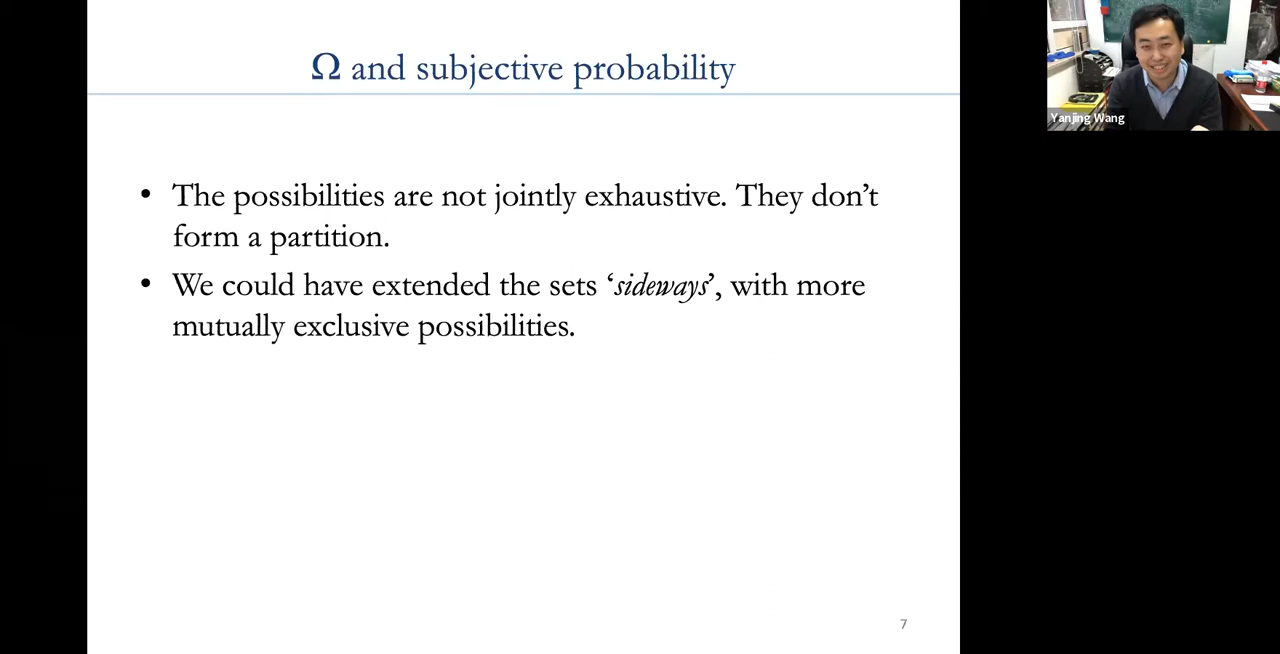 Ω and subjective probability
• The possibilities are not jointly exhaustive. They don’t
form a partition.
• We could have extended the sets ‘sideways’, with more
mutually exclusive possibilities.
7
Yanjing Wang